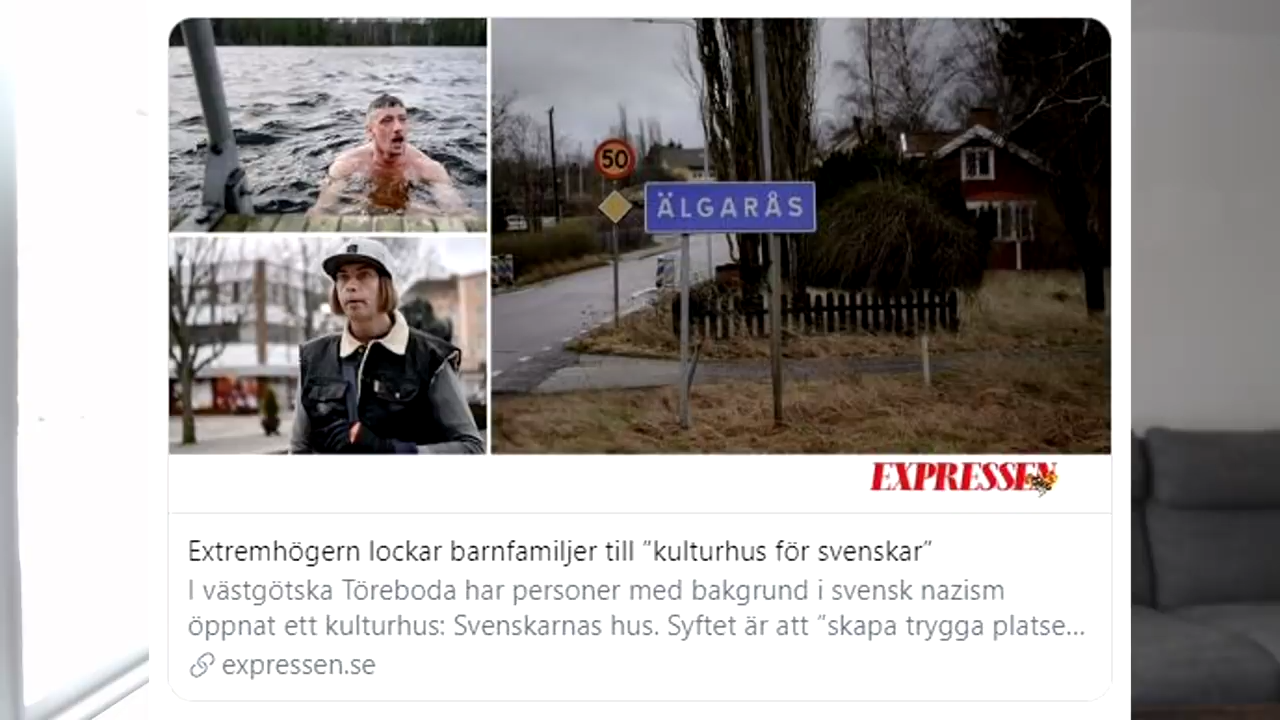 50
ÄLGARÅS
EXPRESSEN
Extremhögern lockar barnfamiljer till ”kulturhus för svenskar”
I västgötska Töreboda har personer med bakgrund i svensk nazism
öppnat ett kulturhus: Svenskarnas hus. Syftet är att ”skapa trygga platse...
expressen.se